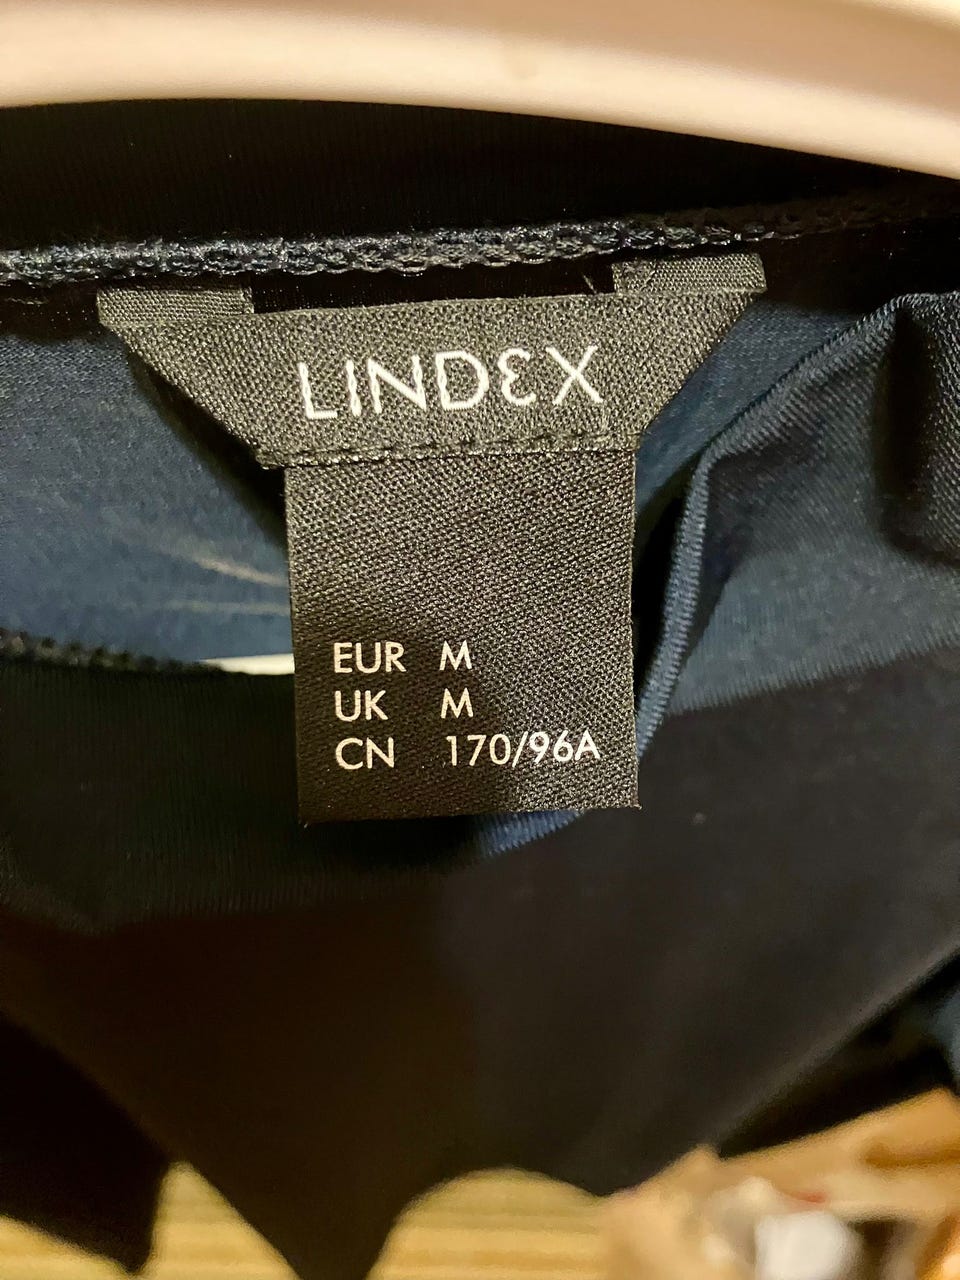 LINDEX
EUR M
UK M
CN 170/96A